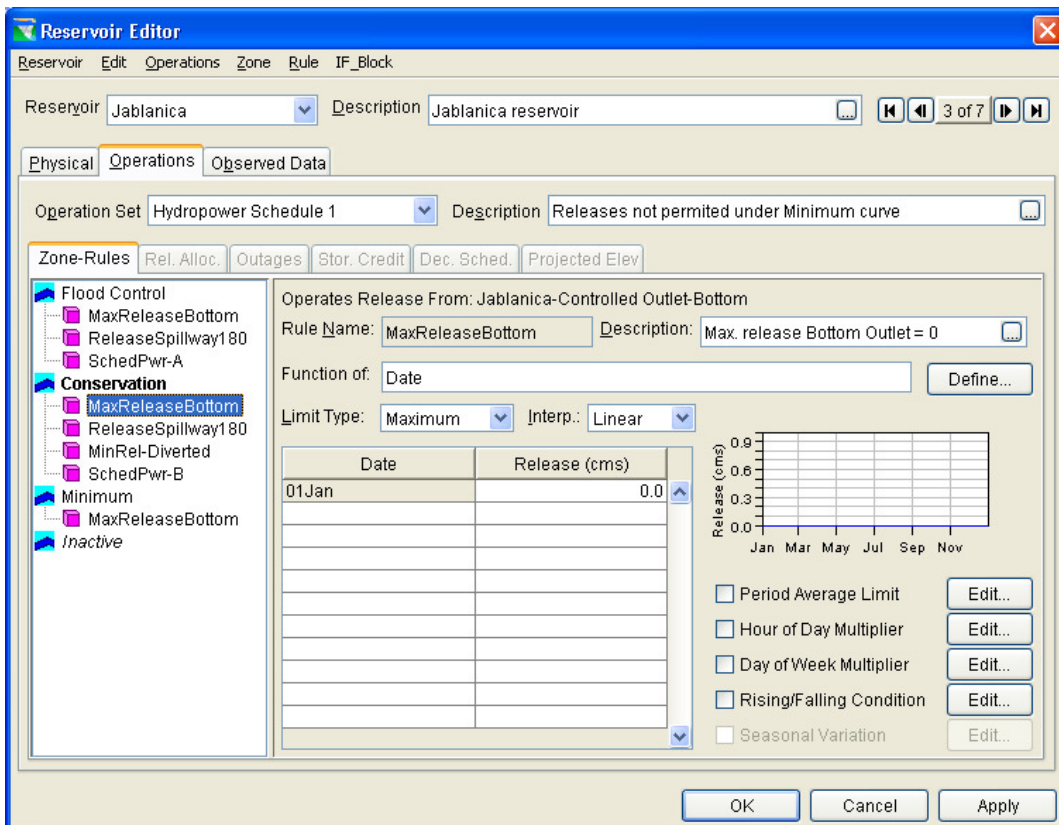 Reservoir Editor
Reservoir Edit Operations Zone Rule IF_Block
Reservoir Jablanica Description Jablanica reservoir ... 3 of 7
Physical Operations Observed Data
Operation Set Hydropower Schedule 1 Description Releases not permited under Minimum curve ...
Zone-Rules Rel. Alloc. Outages Stor. Credit Dec. Sched. Projected Elev
Flood Control
MaxReleaseBottom
ReleaseSpillway180
SchedPwr-A
Conservation
MaxReleaseBottom
ReleaseSpillway180
MinRel-Diverted
SchedPwr-B
Minimum
MaxReleaseBottom
Inactive
Operates Release From: Jablanica-Controlled Outlet-Bottom
Rule Name: MaxReleaseBottom Description: Max. release Bottom Outlet = 0 ...
Function of: Date Define...
Limit Type: Maximum Interp.: Linear
Date Release (cms)
01Jan 0.0
Release (cms)
0.9
0.6
0.3
0.0
Jan Mar May Jul Sep Nov
Period Average Limit Edit...
Hour of Day Multiplier Edit...
Day of Week Multiplier Edit...
Rising/Falling Condition Edit...
Seasonal Variation Edit...
OK Cancel Apply